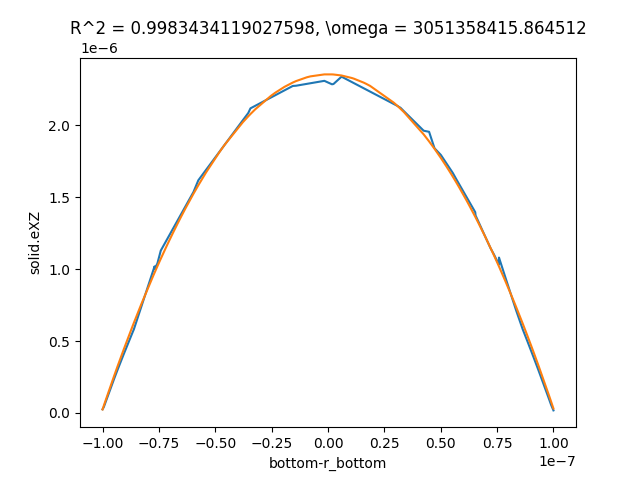 R^2 = 0.9983434119027598, \omega = 3051358415.864512
1e−6
2.0
1.5
1.0
0.5
0.0
solid.eXZ
−1.00 −0.75 −0.50 −0.25 0.00 0.25 0.50 0.75 1.00
1e−7
bottom-r_bottom